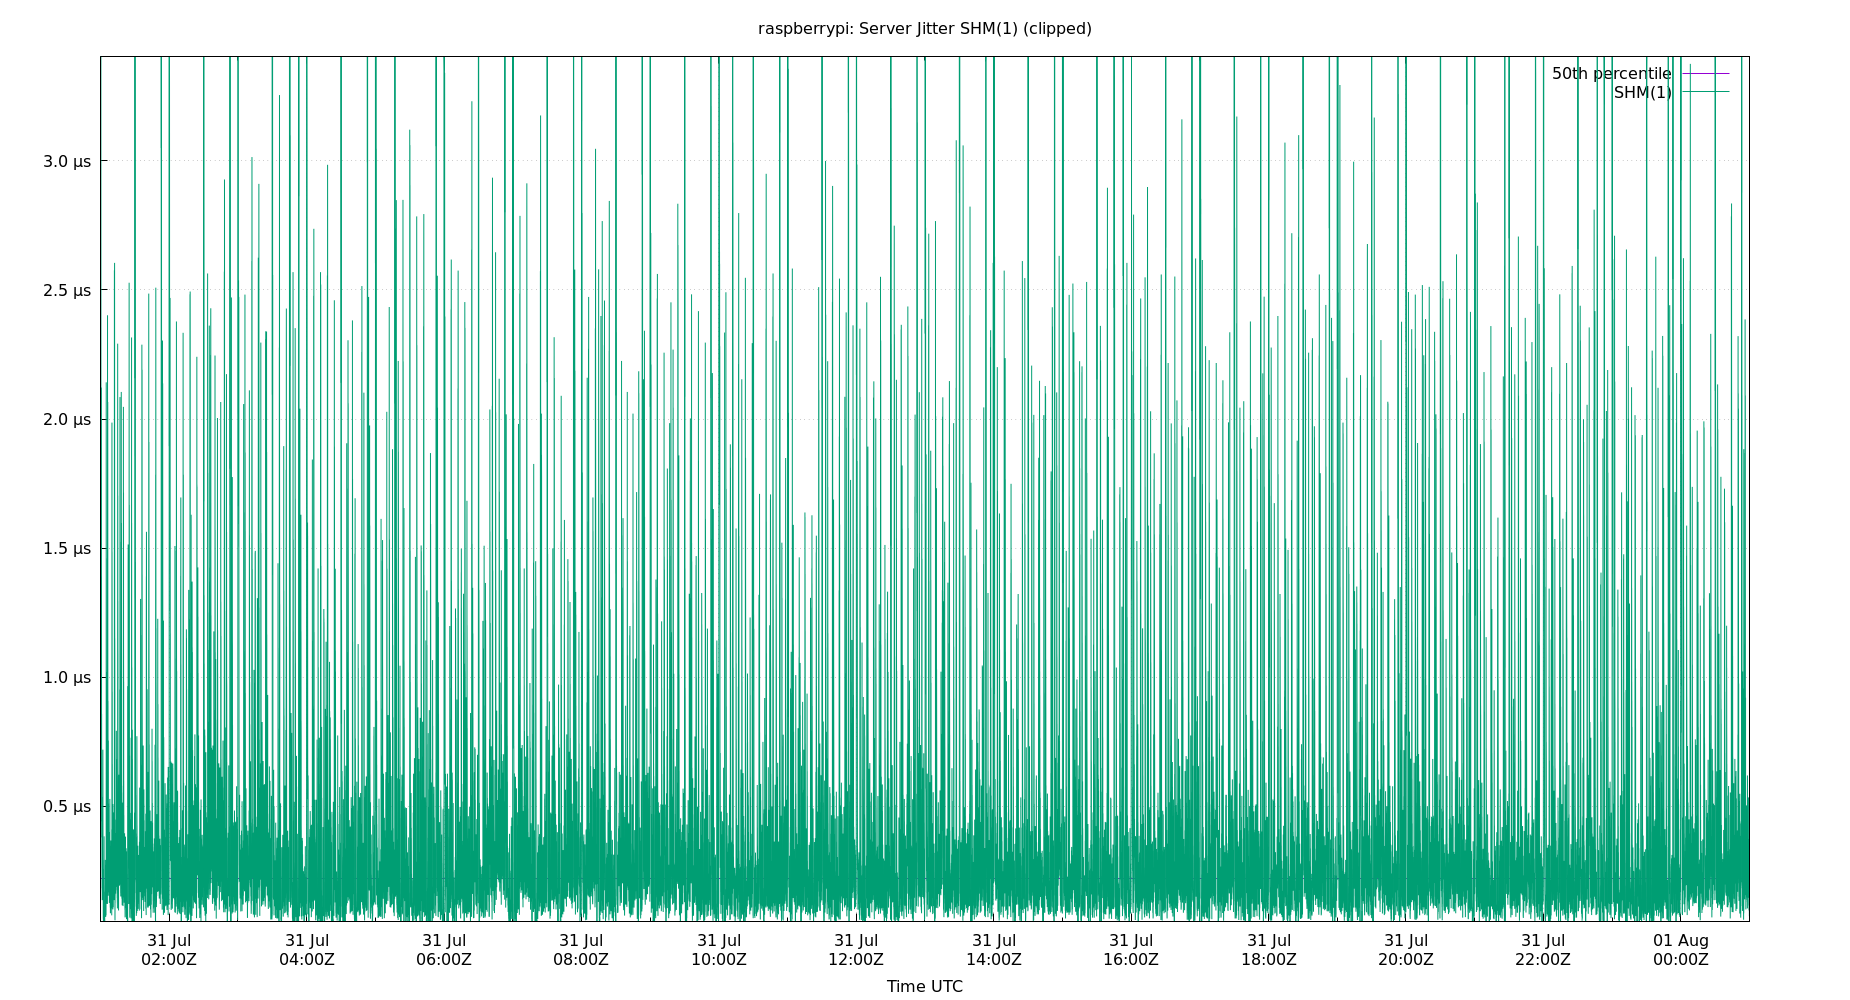 raspberrypi: Server Jitter SHM(1) (clipped)
50th percentile
SHM(1)
3.0 µs
2.5 µs
2.0 µs
1.5 µs
1.0 µs
0.5 µs
31 Jul 31 Jul 31 Jul 31 Jul 31 Jul 31 Jul 31 Jul 31 Jul 31 Jul 31 Jul 31 Jul 01 Aug
02:00Z 04:00Z 06:00Z 08:00Z 10:00Z 12:00Z 14:00Z 16:00Z 18:00Z 20:00Z 22:00Z 00:00Z
Time UTC